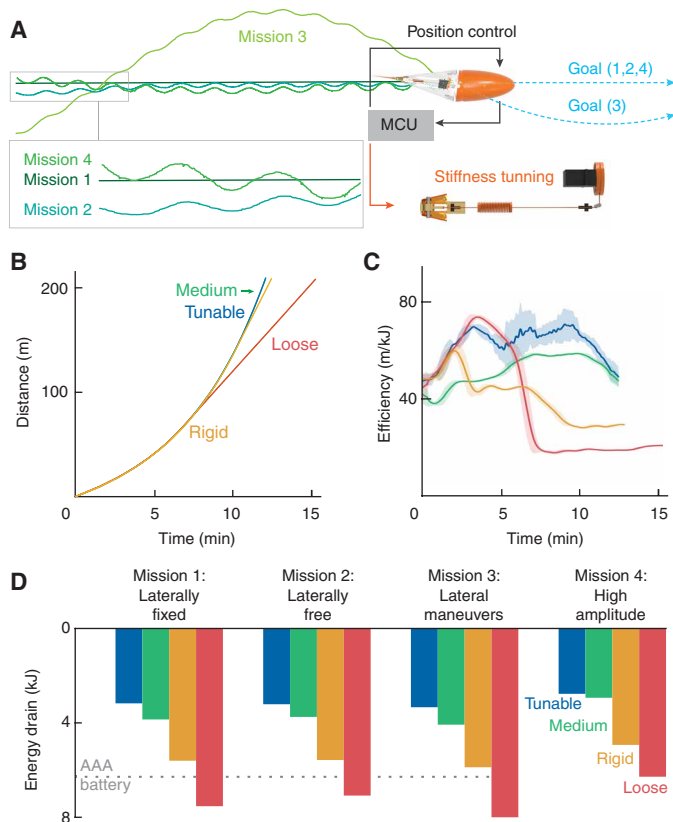 A
Mission 3
Position control
Goal (1,2,4)
Goal (3)
MCU
Mission 4
Mission 1
Mission 2
Stiffness tunning
B
200
100
0
Distance (m)
Medium
Tunable
Loose
Rigid
0
5
10
15
Time (min)
C
80
40
Efficiency (m/kJ)
0
5
10
15
Time (min)
D
Mission 1:
Laterally
fixed
Mission 2:
Laterally
free
Mission 3:
Lateral
maneuvers
Mission 4:
High
amplitude
0
4
8
Energy drain (kJ)
AAA
battery
Tunable
Medium
Rigid
Loose